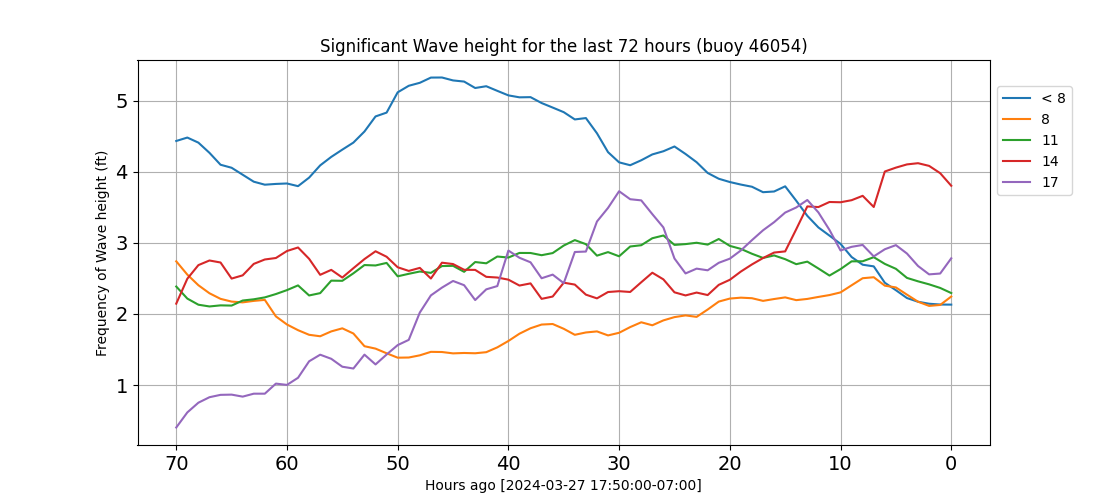 Significant Wave height for the last 72 hours (buoy 46054)
Frequency of Wave height (ft)
5
4
3
2
1
70 60 50 40 30 20 10 0
Hours ago [2024-03-27 17:50:00-07:00]
< 8
8
11
14
17